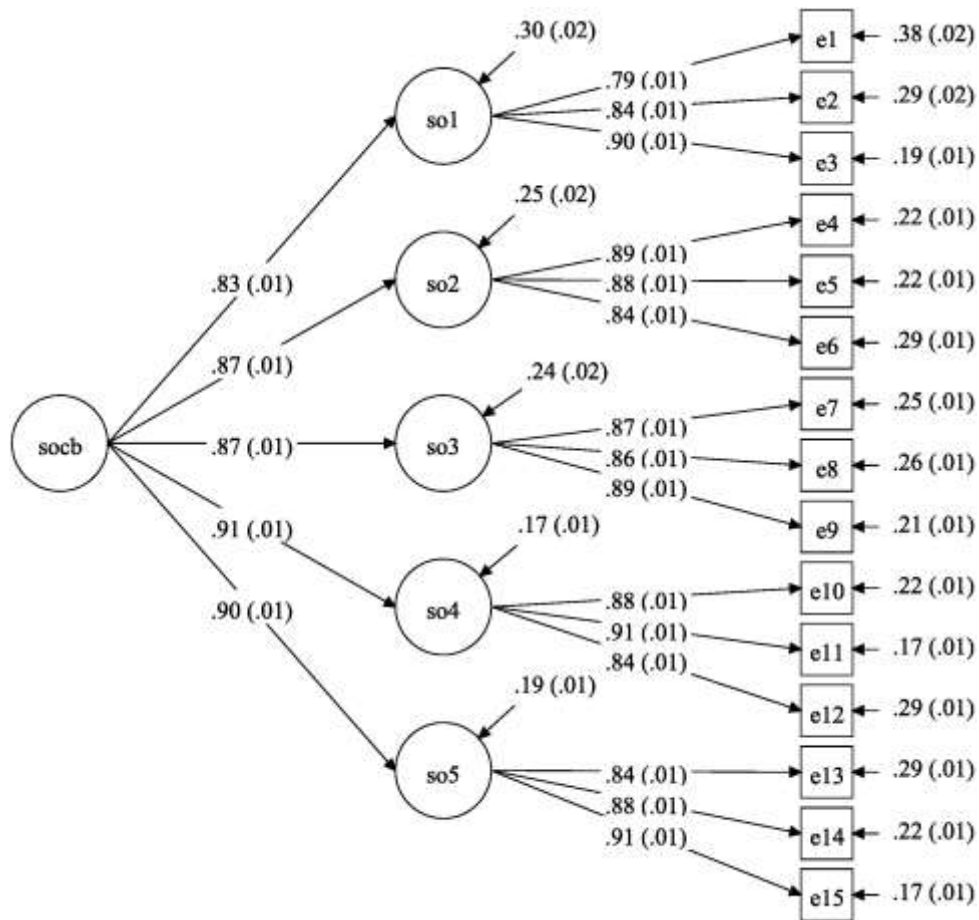 .30 (.02)
e1
.38 (.02)
.79 (.01)
so1
.84 (.01)
e2
.29 (.02)
.90 (.01)
e3
.19 (.01)
.25 (.02)
e4
.22 (.01)
.89 (.01)
.83 (.01)
so2
.88 (.01)
e5
.22 (.01)
.84 (.01)
e6
.29 (.01)
.87 (.01)
.24 (.02)
e7
.25 (.01)
.87 (.01)
socb
.87 (.01)
so3
.86 (.01)
e8
.26 (.01)
.89 (.01)
e9
.21 (.01)
.91 (.01)
.17 (.01)
e10
.22 (.01)
.88 (.01)
.90 (.01)
so4
.91 (.01)
e11
.17 (.01)
.84 (.01)
e12
.29 (.01)
.19 (.01)
so5
.84 (.01)
e13
.29 (.01)
.88 (.01)
e14
.22 (.01)
.91 (.01)
e15
.17 (.01)